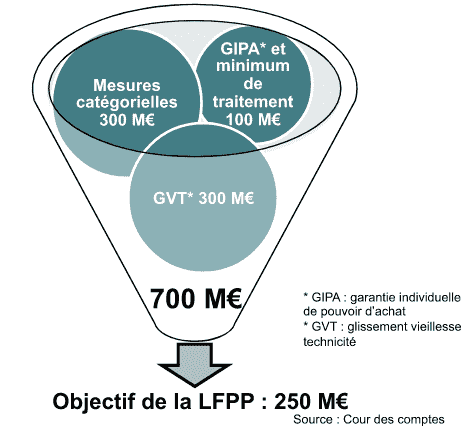 GIPA* et
minimum
de
traitement
100 M€
Mesures
catégorielles
300 M€
GVT* 300 M€
700 M€
* GIPA : garantie individuelle
de pouvoir d'achat
* GVT : glissement vieillesse
technicité
Objectif de la LFPP : 250 M€
Source : Cour des comptes